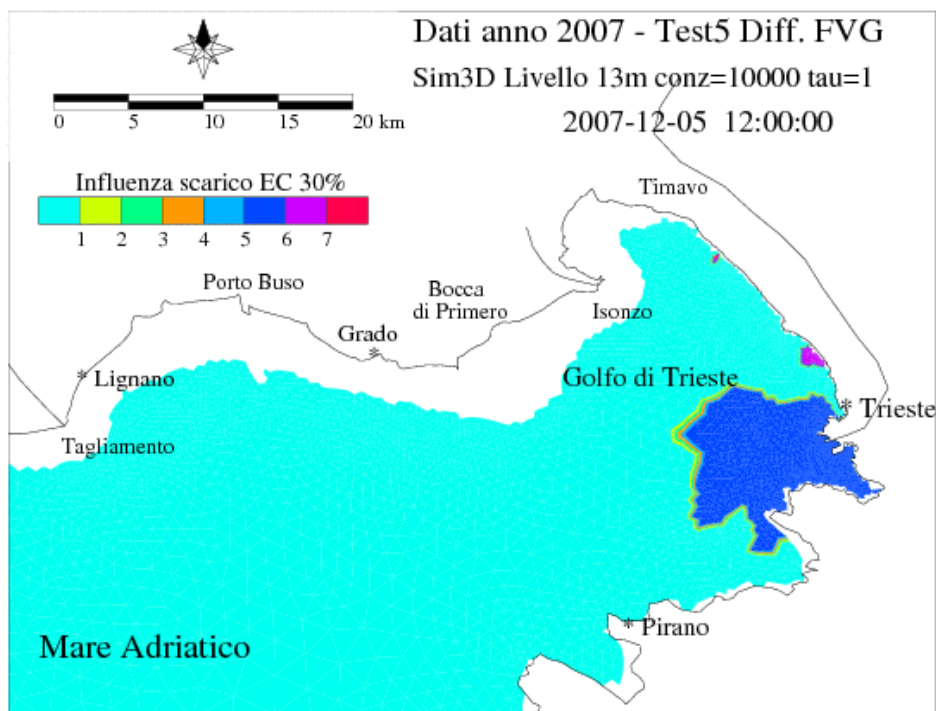 Dati anno 2007 - Test5 Diff. FVG
Sim3D Livello 13m conz=10000 tau=1
2007-12-05 12:00:00
0 5 10 15 20 km
Influenza scarico EC 30%
1 2 3 4 5 6 7
Timavo
Porto Buso
Bocca
di Primero
Isonzo
Grado
Lignano
Golfo di Trieste
Trieste
Tagliamento
Pirano
Mare Adriatico